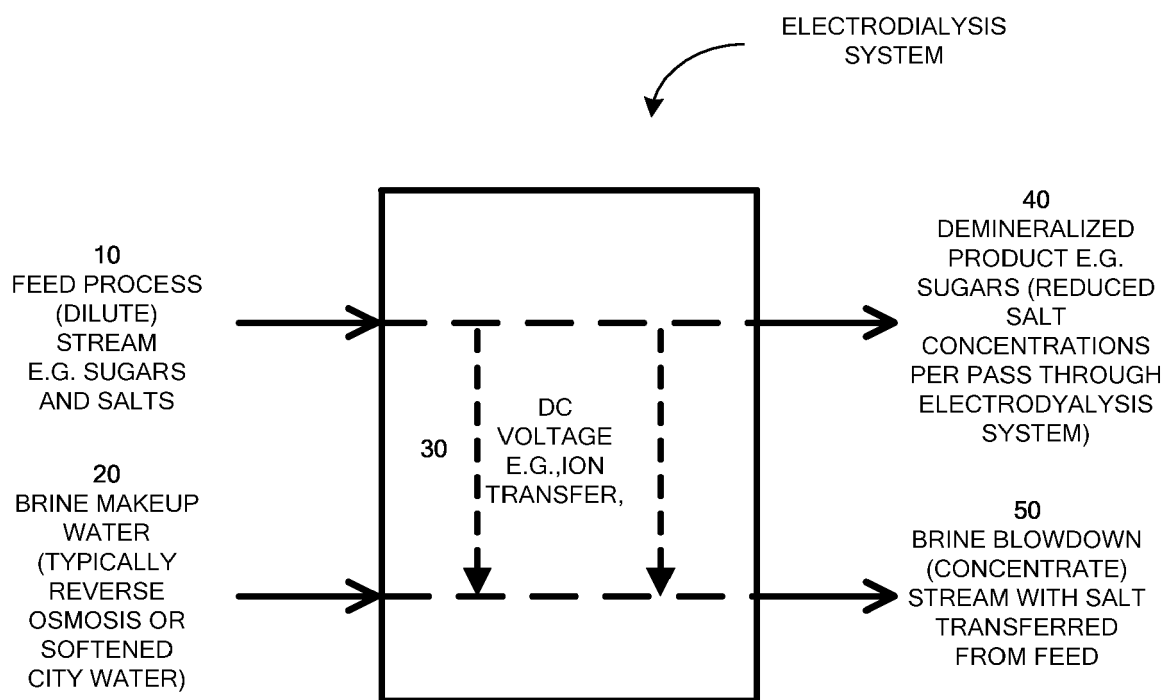 ELECTRODIALYSIS
SYSTEM
10
FEED PROCESS
(DILUTE)
STREAM
E.G. SUGARS
AND SALTS
20
BRINE MAKEUP
WATER
(TYPICALLY
REVERSE
OSMOSIS OR
SOFTENED
CITY WATER)
30
DC
VOLTAGE
E.G.,ION
TRANSFER,
40
DEMINERALIZED
PRODUCT E.G.
SUGARS (REDUCED
SALT
CONCENTRATIONS
PER PASS THROUGH
ELECTRODYALYSIS
SYSTEM)
50
BRINE BLOWDOWN
(CONCENTRATE)
STREAM WITH SALT
TRANSFERRED
FROM FEED